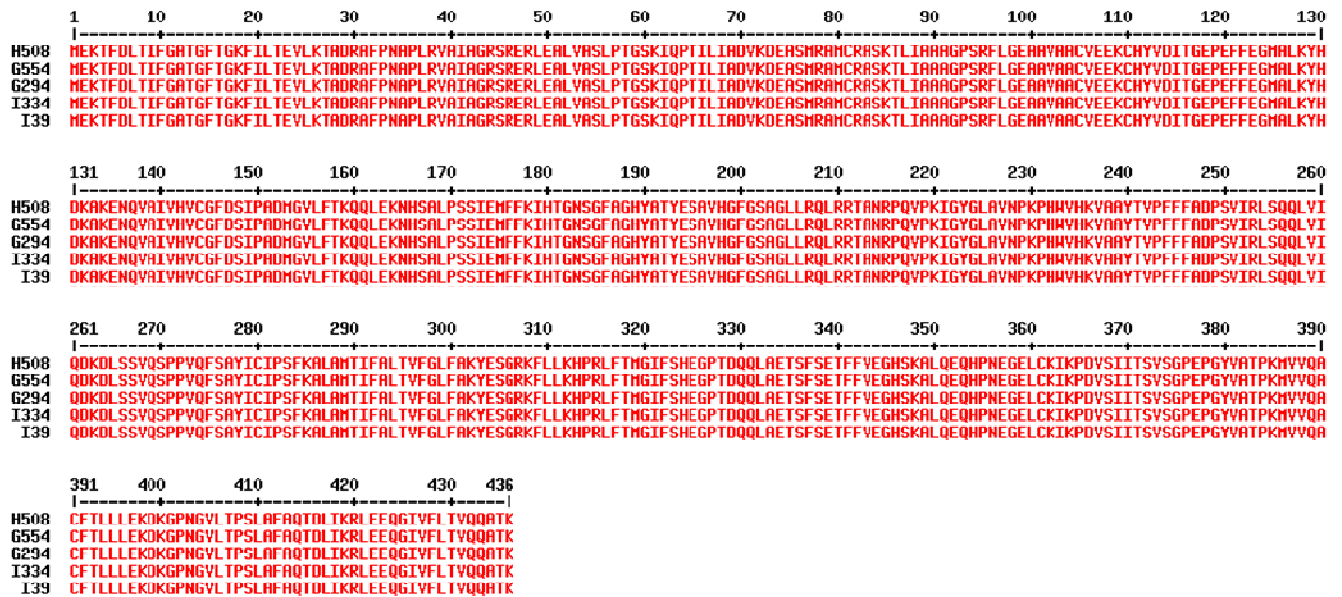 1 10 20 30 40 50 60 70 80 90 100 110 120 130
|--------+---------+---------+---------+---------+---------+---------+---------+---------+---------+---------+---------+---------|
H508 MEKTFDLTIFGATGFTGKFILTEVLKTADRAFPNAPLRVAIAGRSRERLEALVASLPTGSKIQPTILIADVKDEASMRAMCRASKTLIAAAGPSRFLGEAAVAACVEEKCHYVDITGEPEFFEGMALKYH
G554 MEKTFDLTIFGATGFTGKFILTEVLKTADRAFPNAPLRVAIAGRSRERLEALVASLPTGSKIQPTILIADVKDEASMRAMCRASKTLIAAAGPSRFLGEAAVAACVEEKCHYVDITGEPEFFEGMALKYH
G294 MEKTFDLTIFGATGFTGKFILTEVLKTADRAFPNAPLRVAIAGRSRERLEALVASLPTGSKIQPTILIADVKDEASMRAMCRASKTLIAAAGPSRFLGEAAVAACVEEKCHYVDITGEPEFFEGMALKYH
I334 MEKTFDLTIFGATGFTGKFILTEVLKTADRAFPNAPLRVAIAGRSRERLEALVASLPTGSKIQPTILIADVKDEASMRAMCRASKTLIAAAGPSRFLGEAAVAACVEEKCHYVDITGEPEFFEGMALKYH
I39 MEKTFDLTIFGATGFTGKFILTEVLKTADRAFPNAPLRVAIAGRSRERLEALVASLPTGSKIQPTILIADVKDEASMRAMCRASKTLIAAAGPSRFLGEAAVAACVEEKCHYVDITGEPEFFEGMALKYH
131 140 150 160 170 180 190 200 210 220 230 240 250 260
|--------+---------+---------+---------+---------+---------+---------+---------+---------+---------+---------+---------+---------|
H508 DKAKENQVAIVHVCGFDSIPADMGVLFTKQQLEKNHSALPSSIEMFFKIHTGNSGFAGHYATYESAVHGFGSAGLLRQLRRTANRPQVPKIGYGLAVNPKPHWVHKVAAYTVPFFFADPSVIRLSQQLVI
G554 DKAKENQVAIVHVCGFDSIPADMGVLFTKQQLEKNHSALPSSIEMFFKIHTGNSGFAGHYATYESAVHGFGSAGLLRQLRRTANRPQVPKIGYGLAVNPKPHWVHKVAAYTVPFFFADPSVIRLSQQLVI
G294 DKAKENQVAIVHVCGFDSIPADMGVLFTKQQLEKNHSALPSSIEMFFKIHTGNSGFAGHYATYESAVHGFGSAGLLRQLRRTANRPQVPKIGYGLAVNPKPHWVHKVAAYTVPFFFADPSVIRLSQQLVI
I334 DKAKENQVAIVHVCGFDSIPADMGVLFTKQQLEKNHSALPSSIEMFFKIHTGNSGFAGHYATYESAVHGFGSAGLLRQLRRTANRPQVPKIGYGLAVNPKPHWVHKVAAYTVPFFFADPSVIRLSQQLVI
I39 DKAKENQVAIVHVCGFDSIPADMGVLFTKQQLEKNHSALPSSIEMFFKIHTGNSGFAGHYATYESAVHGFGSAGLLRQLRRTANRPQVPKIGYGLAVNPKPHWVHKVAAYTVPFFFADPSVIRLSQQLVI
261 270 280 290 300 310 320 330 340 350 360 370 380 390
|--------+---------+---------+---------+---------+---------+---------+---------+---------+---------+---------+---------+---------|
H508 QDKDLSSVQSPPVQFSAYICIPSFKALAMTIFALTVFGLFAKYESGRKFLLKHPRLFTMGIFSHEGPTDQQLAETSFSETFFVEGHSKALQEQHPNEGELCKIKPDVSIITSVSGPEPGYVATPKMVVQA
G554 QDKDLSSVQSPPVQFSAYICIPSFKALAMTIFALTVFGLFAKYESGRKFLLKHPRLFTMGIFSHEGPTDQQLAETSFSETFFVEGHSKALQEQHPNEGELCKIKPDVSIITSVSGPEPGYVATPKMVVQA
G294 QDKDLSSVQSPPVQFSAYICIPSFKALAMTIFALTVFGLFAKYESGRKFLLKHPRLFTMGIFSHEGPTDQQLAETSFSETFFVEGHSKALQEQHPNEGELCKIKPDVSIITSVSGPEPGYVATPKMVVQA
I334 QDKDLSSVQSPPVQFSAYICIPSFKALAMTIFALTVFGLFAKYESGRKFLLKHPRLFTMGIFSHEGPTDQQLAETSFSETFFVEGHSKALQEQHPNEGELCKIKPDVSIITSVSGPEPGYVATPKMVVQA
I39 QDKDLSSVQSPPVQFSAYICIPSFKALAMTIFALTVFGLFAKYESGRKFLLKHPRLFTMGIFSHEGPTDQQLAETSFSETFFVEGHSKALQEQHPNEGELCKIKPDVSIITSVSGPEPGYVATPKMVVQA
391 400 410 420 430 436
|--------+---------+---------+---------+-----|
H508 CFTLLLEKDKGPNGVLTPSLAFAQTDLIKRLEEQGIVFLTVQQATK
G554 CFTLLLEKDKGPNGVLTPSLAFAQTDLIKRLEEQGIVFLTVQQATK
G294 CFTLLLEKDKGPNGVLTPSLAFAQTDLIKRLEEQGIVFLTVQQATK
I334 CFTLLLEKDKGPNGVLTPSLAFAQTDLIKRLEEQGIVFLTVQQATK
I39 CFTLLLEKDKGPNGVLTPSLAFAQTDLIKRLEEQGIVFLTVQQATK